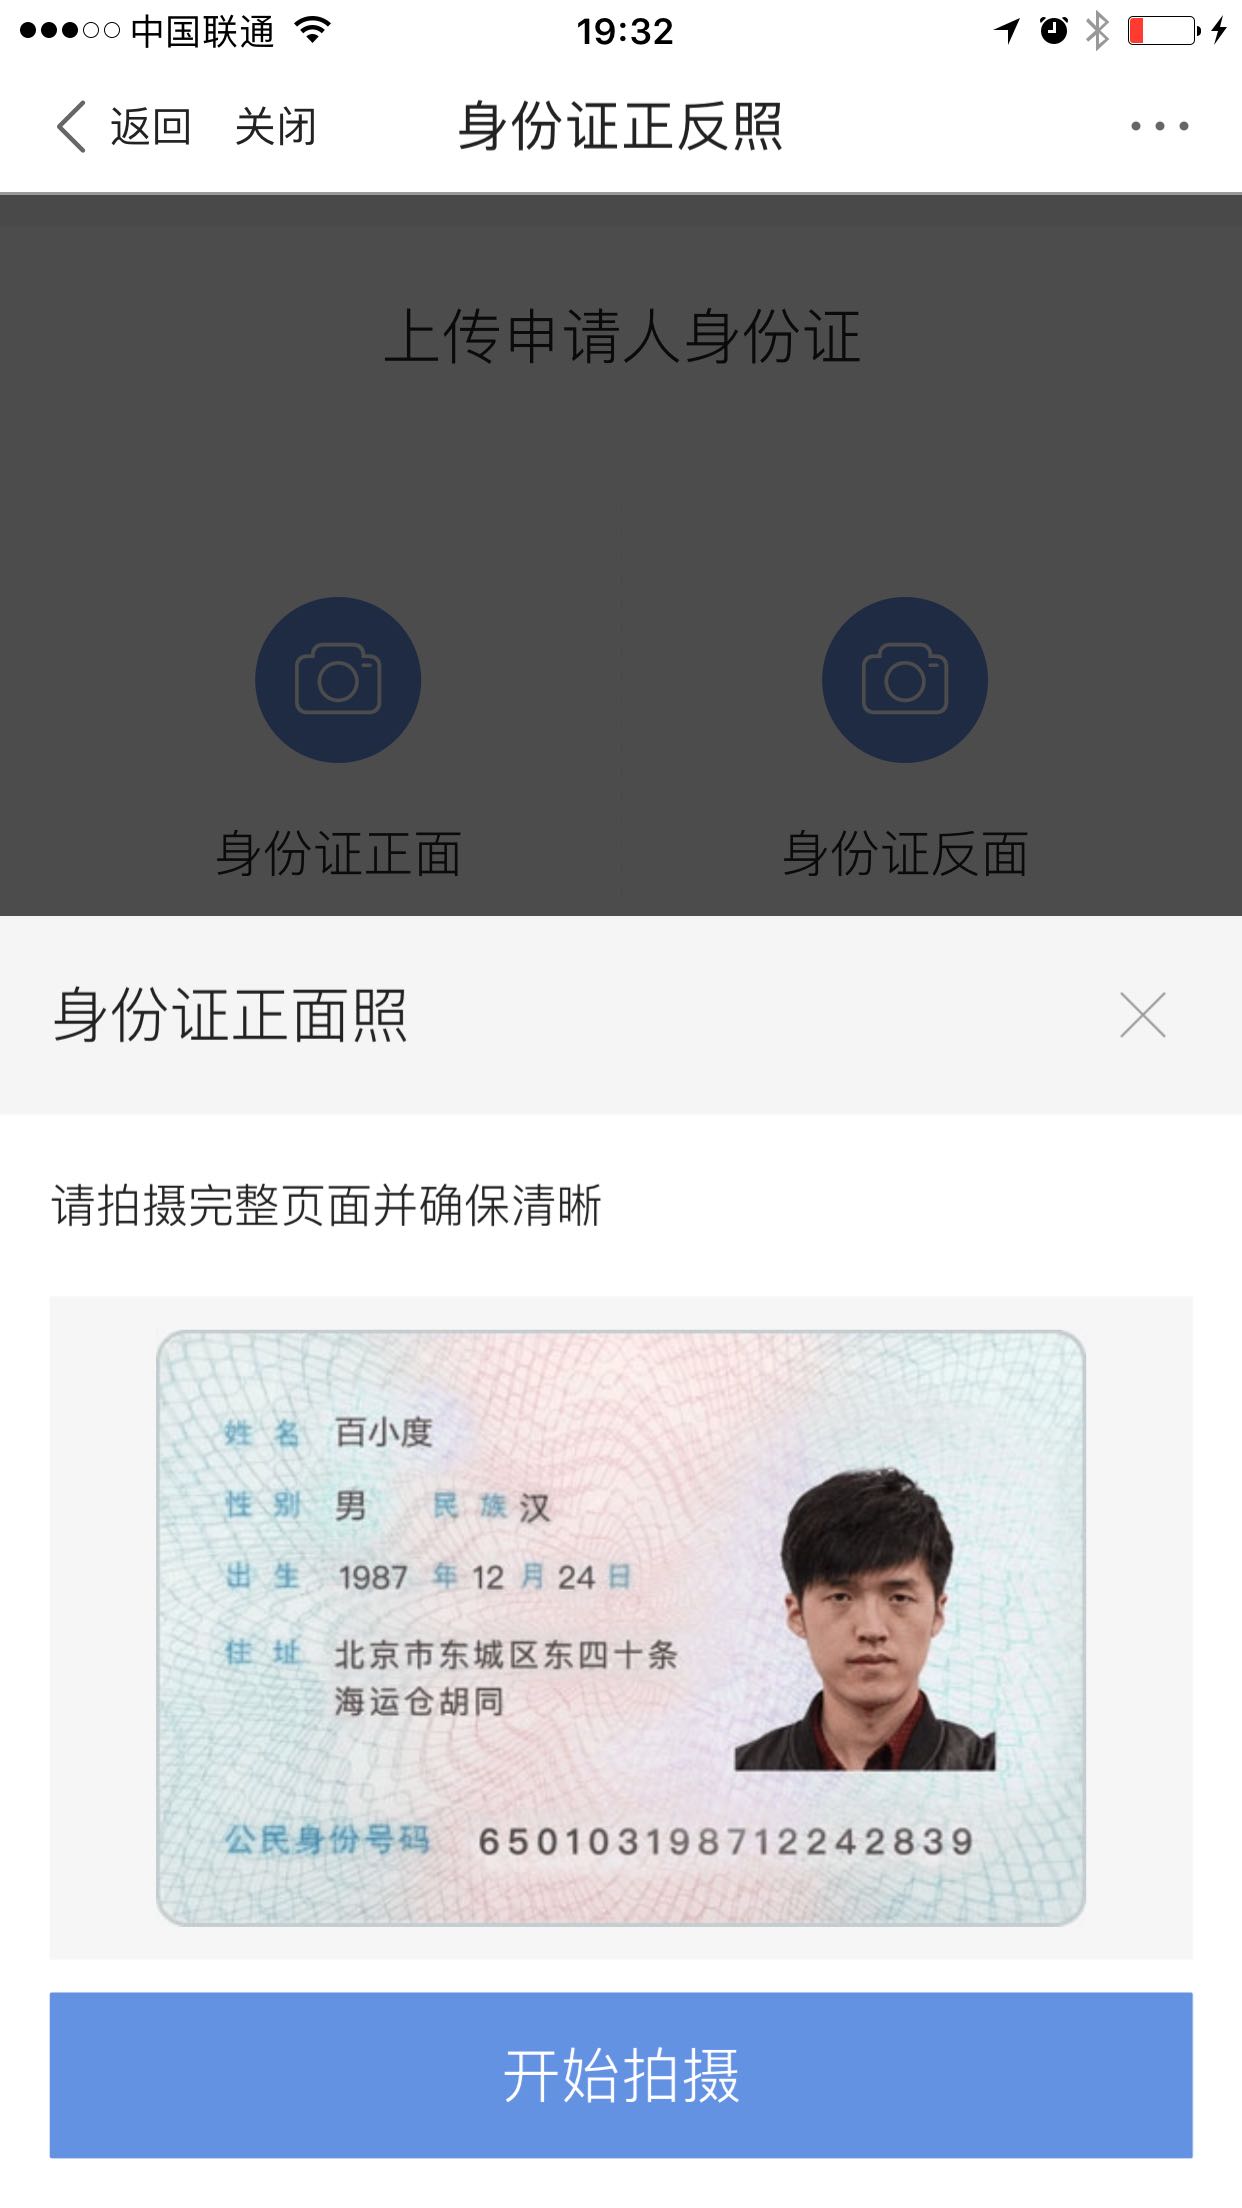 中国联通 19:32
返回 关闭 身份证正反照
上传申请人身份证
身份证正面 身份证反面
身份证正面照
请拍摄完整页面并确保清晰
姓名 百小度
性别 男 民族 汉
出生 1987 年 12 月 24 日
住址 北京市东城区东四十条
海运仓胡同
公民身份号码 650103198712242839
开始拍摄